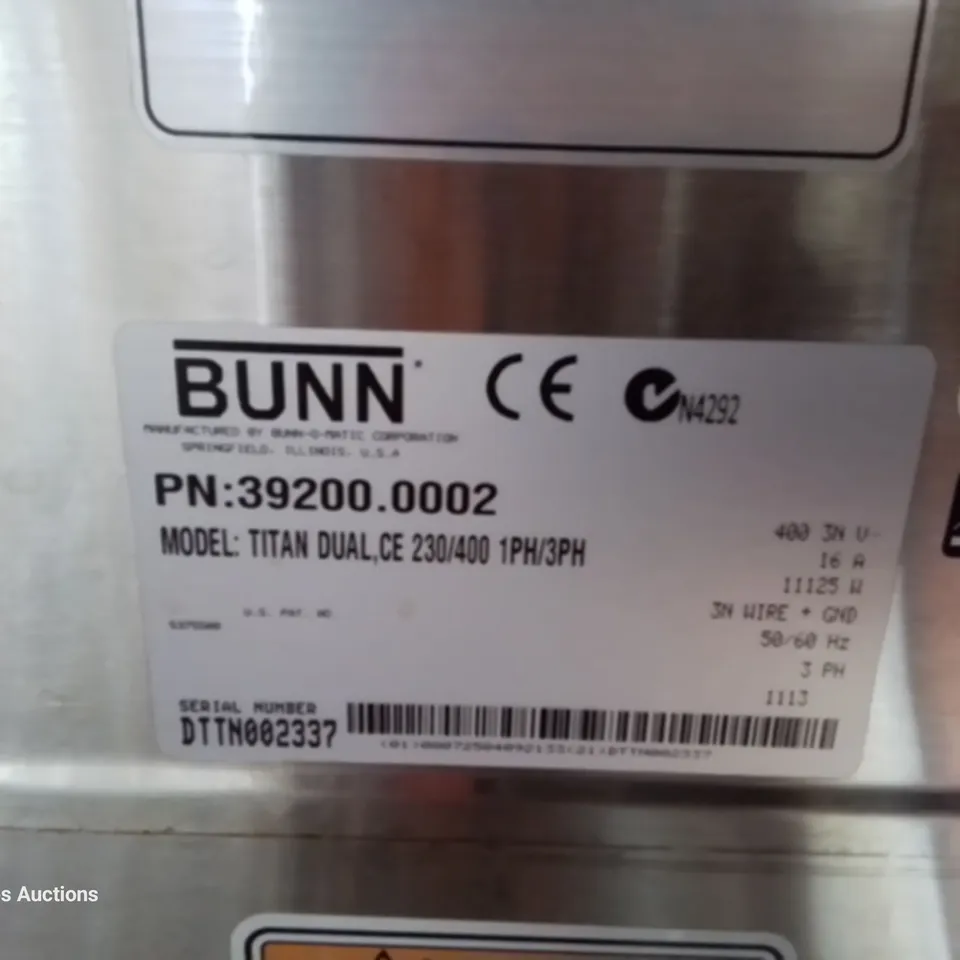 BUNN
CE
N4292
MANUFACTURED BY BUNN-O-MATIC CORPORATION
SPRINGFIELD, ILLINOIS, U.S.A
PN:39200.0002
MODEL: TITAN DUAL,CE 230/400 1PH/3PH
400 3N V~
16 A
11125 W
3N WIRE + GND
50/60 Hz
3 PH
1113
U.S. PAT. NO
SERIAL NUMBER
DTTN002337
s Auctions